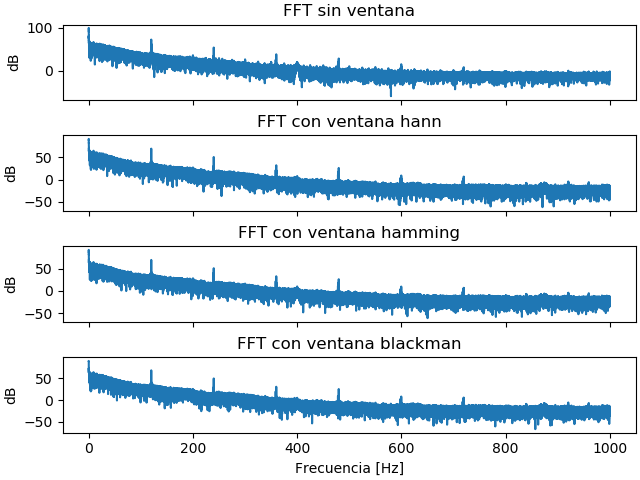 FFT sin ventana
100
0
dB
FFT con ventana hann
50
0
−50
dB
FFT con ventana hamming
50
0
−50
dB
FFT con ventana blackman
50
0
−50
dB
0 200 400 600 800 1000
Frecuencia [Hz]